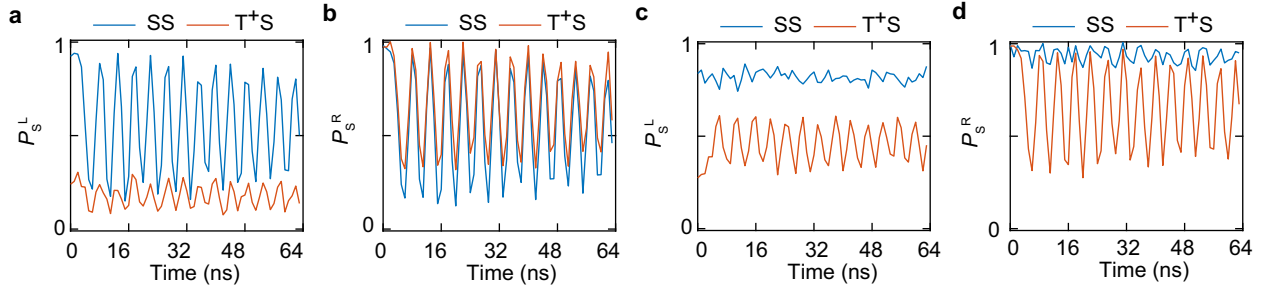 a
SS T⁺S
1
0
P_S^L
0 16 32 48 64
Time (ns)
b
SS T⁺S
1
0
P_S^R
0 16 32 48 64
Time (ns)
c
SS T⁺S
1
0
P_S^L
0 16 32 48 64
Time (ns)
d
SS T⁺S
1
0
P_S^R
0 16 32 48 64
Time (ns)